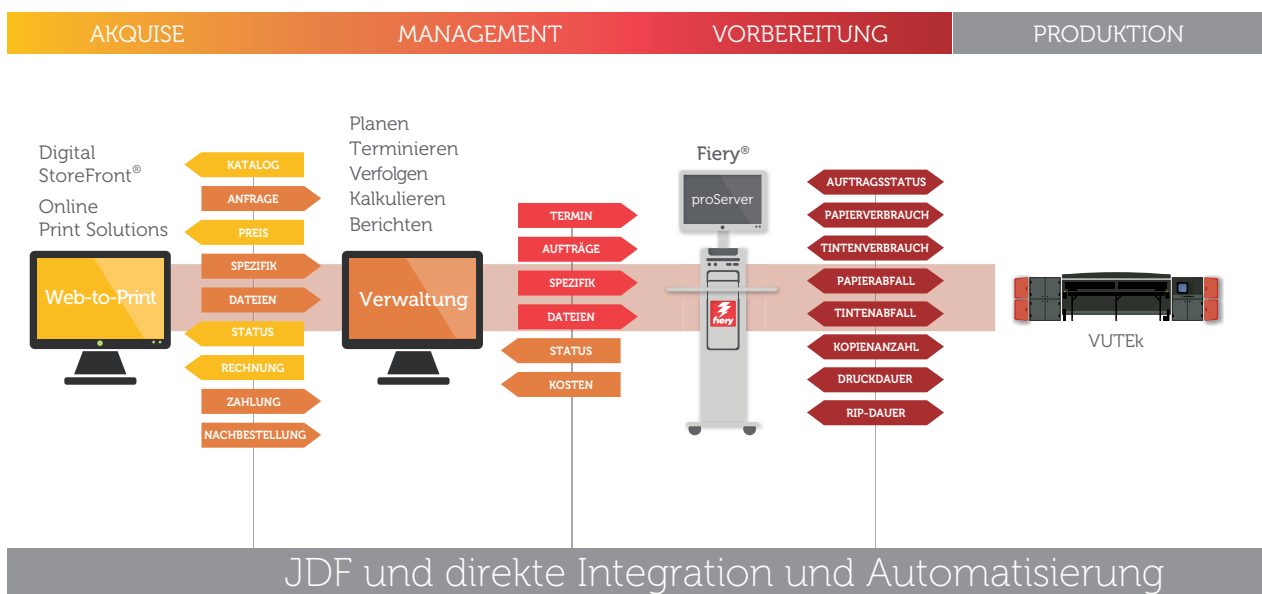 AKQUISE
MANAGEMENT
VORBEREITUNG
PRODUKTION
Digital
StoreFront®
Online
Print Solutions
Web-to-Print
KATALOG
ANFRAGE
PREIS
SPEZIFIK
DATEIEN
STATUS
RECHNUNG
ZAHLUNG
NACHBESTELLUNG
Planen
Terminieren
Verfolgen
Kalkulieren
Berichten
Verwaltung
TERMIN
AUFTRÄGE
SPEZIFIK
DATEIEN
STATUS
KOSTEN
Fiery®
proServer
fiery
AUFTRAGSSTATUS
PAPIERVERBRAUCH
TINTENVERBRAUCH
PAPIERABFALL
TINTENABFALL
KOPIENANZAHL
DRUCKDAUER
RIP-DAUER
VUTEk
JDF und direkte Integration und Automatisierung